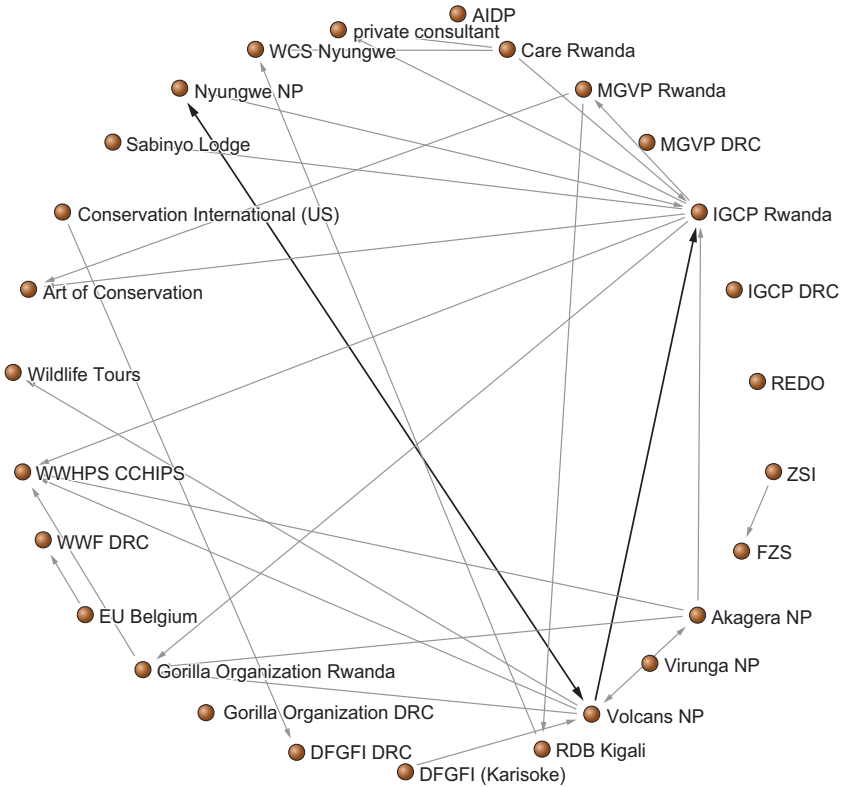 AIDP
private consultant
WCS Nyungwe
Care Rwanda
Nyungwe NP
MGVP Rwanda
Sabinyo Lodge
MGVP DRC
Conservation International (US)
IGCP Rwanda
Art of Conservation
IGCP DRC
Wildlife Tours
REDO
WWHPS CCHIPS
ZSI
WWF DRC
FZS
EU Belgium
Akagera NP
Gorilla Organization Rwanda
Virunga NP
Gorilla Organization DRC
Volcans NP
DFGFI DRC
RDB Kigali
DFGFI (Karisoke)